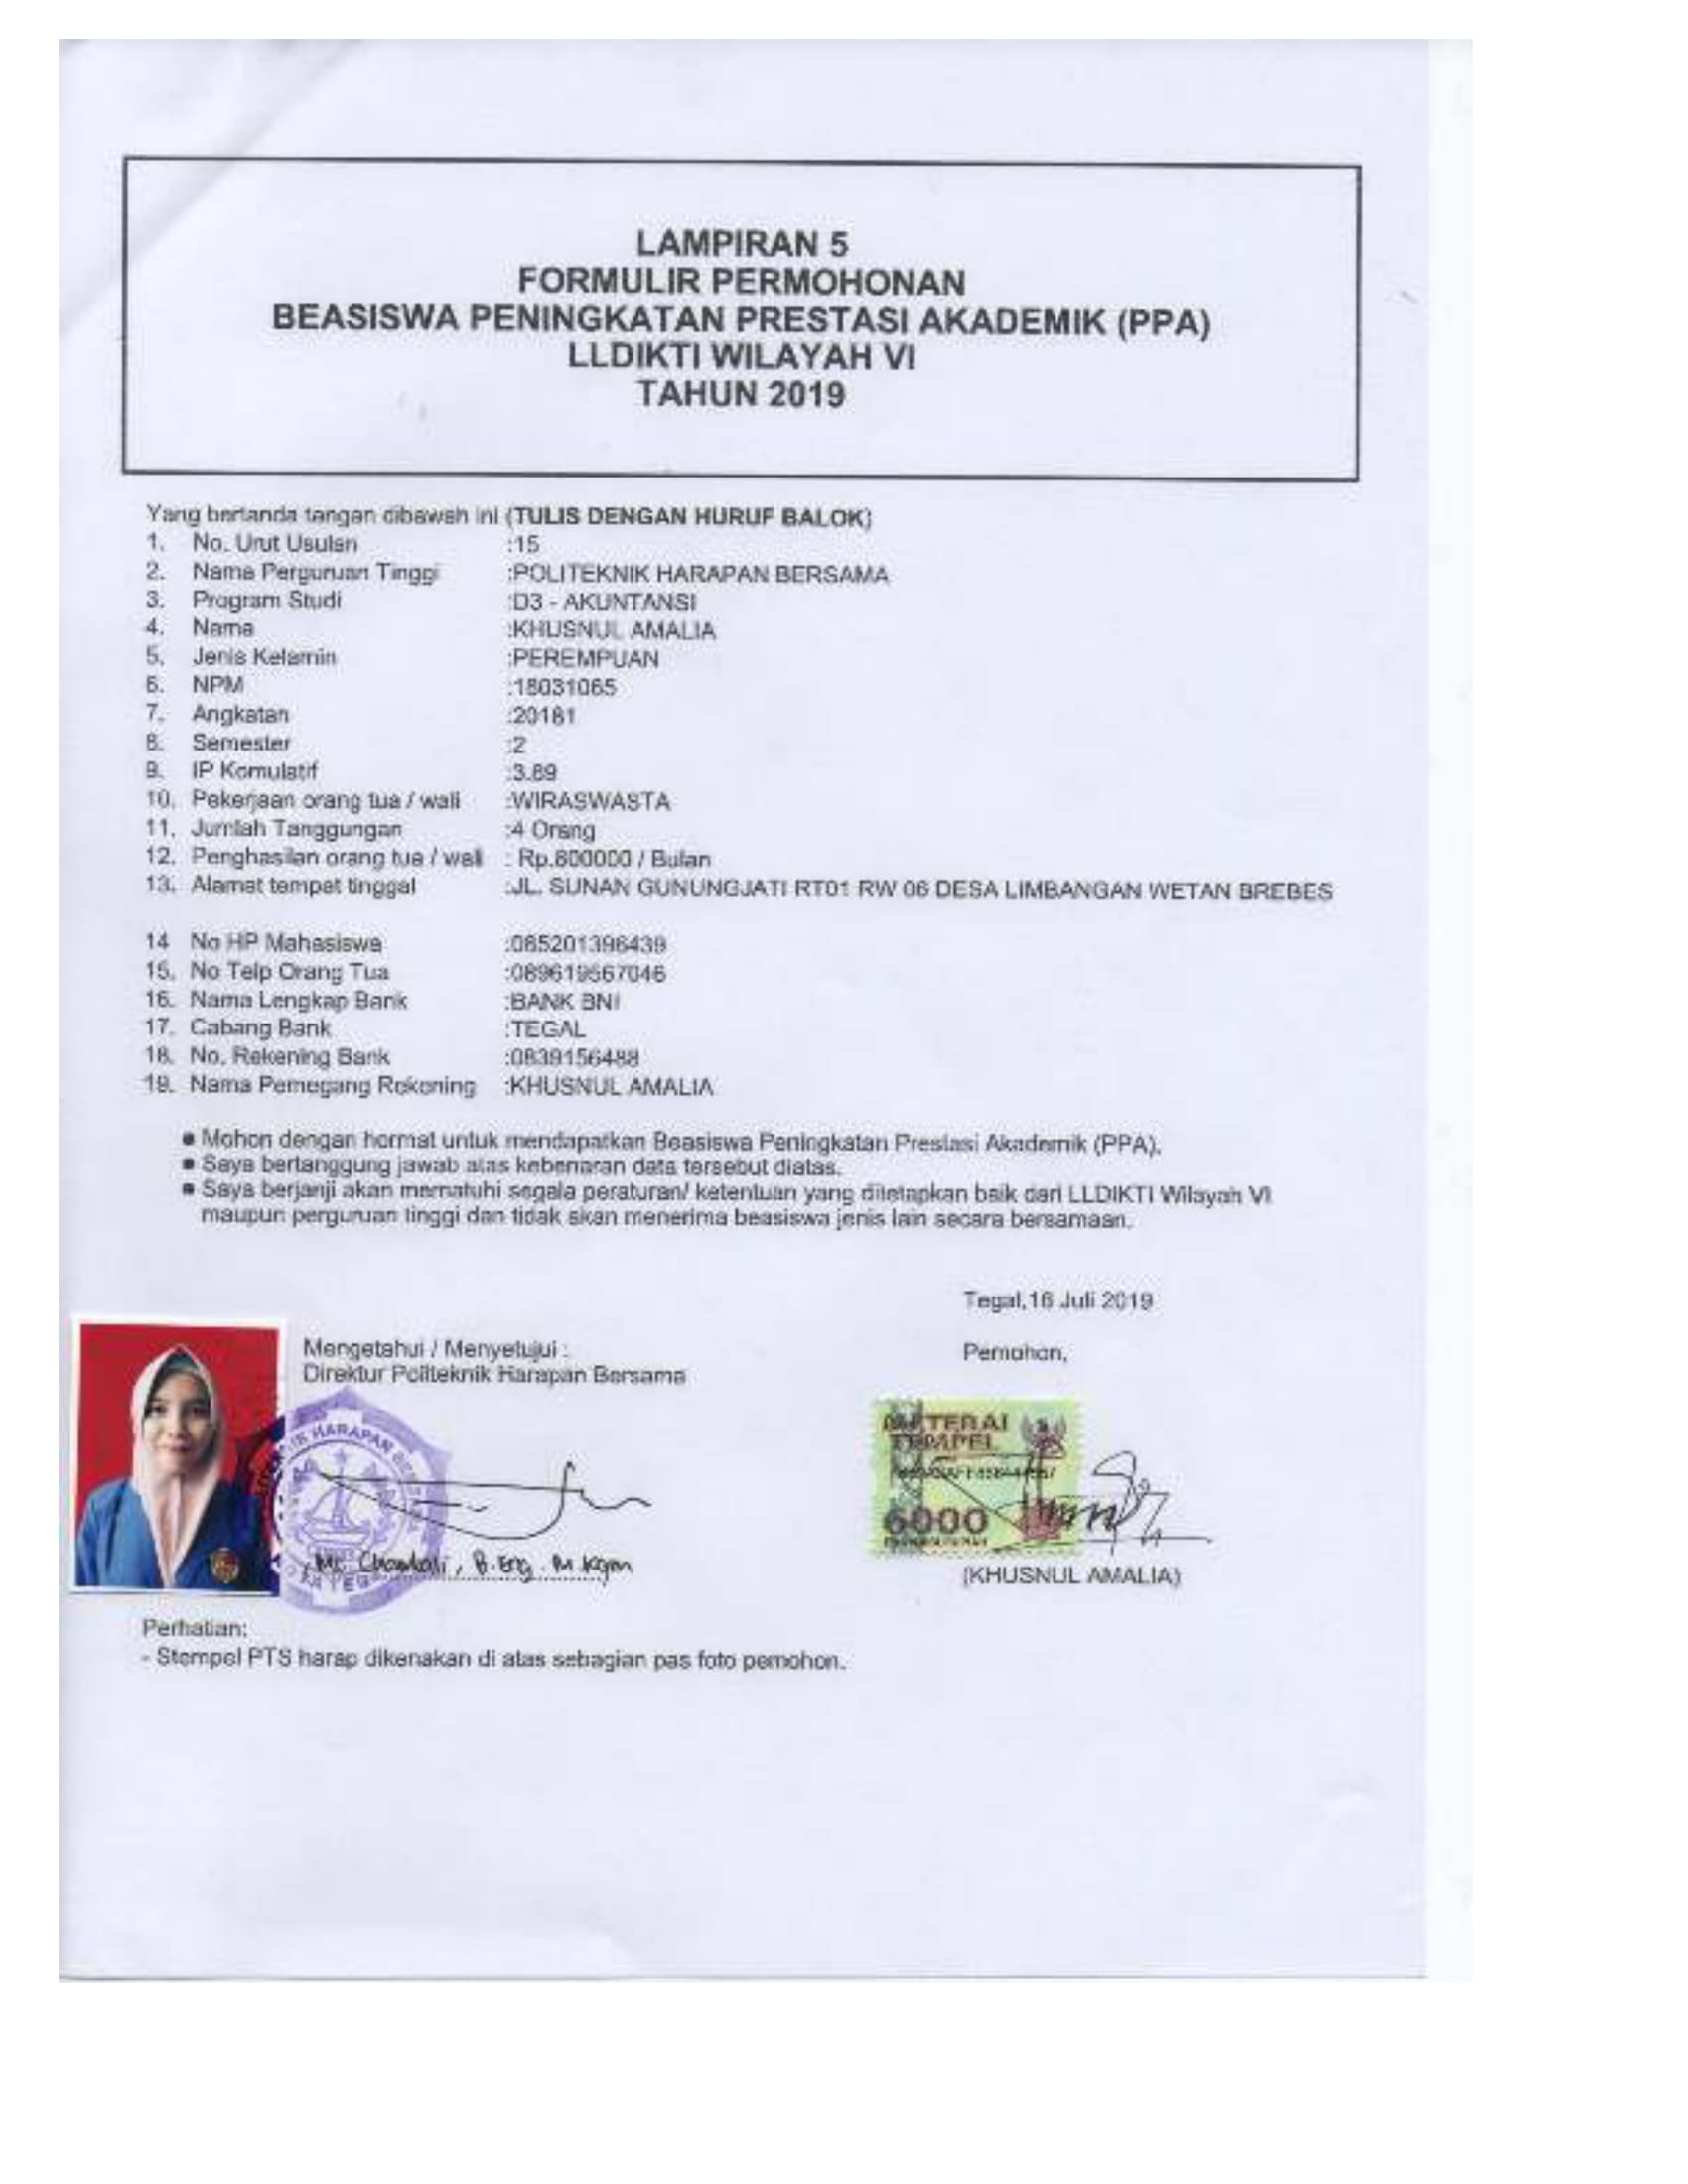 LAMPIRAN 5
FORMULIR PERMOHONAN
BEASISWA PENINGKATAN PRESTASI AKADEMIK (PPA)
LLDIKTI WILAYAH VI
TAHUN 2019
Yang bertanda tangan dibawah ini (TULIS DENGAN HURUF BALOK)
1. No. Urut Usulan :15
2. Nama Perguruan Tinggi :POLITEKNIK HARAPAN BERSAMA
3. Program Studi :D3 - AKUNTANSI
4. Nama :KHUSNUL AMALIA
5. Jenis Kelamin :PEREMPUAN
6. NPM :18031065
7. Angkatan :20181
8. Semester :2
9. IP Komulatif :3.89
10. Pekerjaan orang tua / wali :WIRASWASTA
11. Jumlah Tanggungan :4 Orang
12. Penghasilan orang tua / wali : Rp.800000 / Bulan
13. Alamat tempat tinggal :JL. SUNAN GUNUNGJATI RT01 RW 06 DESA LIMBANGAN WETAN BREBES
14 No HP Mahasiswa :085201396439
15. No Telp Orang Tua :089619567046
16. Nama Lengkap Bank :BANK BNI
17. Cabang Bank :TEGAL
18. No. Rekening Bank :0839156488
19. Nama Pemegang Rekening :KHUSNUL AMALIA
• Mohon dengan hormat untuk mendapatkan Beasiswa Peningkatan Prestasi Akademik (PPA).
• Saya bertanggung jawab atas kebenaran data tersebut diatas.
• Saya berjanji akan mematuhi segala peraturan/ ketentuan yang ditetapkan baik dari LLDIKTI Wilayah VI
maupun perguruan tinggi dan tidak akan menerima beasiswa jenis lain secara bersamaan.
Tegal,16 Juli 2019
Mengetahui / Menyetujui :
Direktur Politeknik Harapan Bersama
Pemohon,
HARAPAN
METERAI
TEMPEL
6000
B.Eng. M.Kom
(KHUSNUL AMALIA)
Perhatian:
- Stempel PTS harap dikenakan di atas sebagian pas foto pemohon.